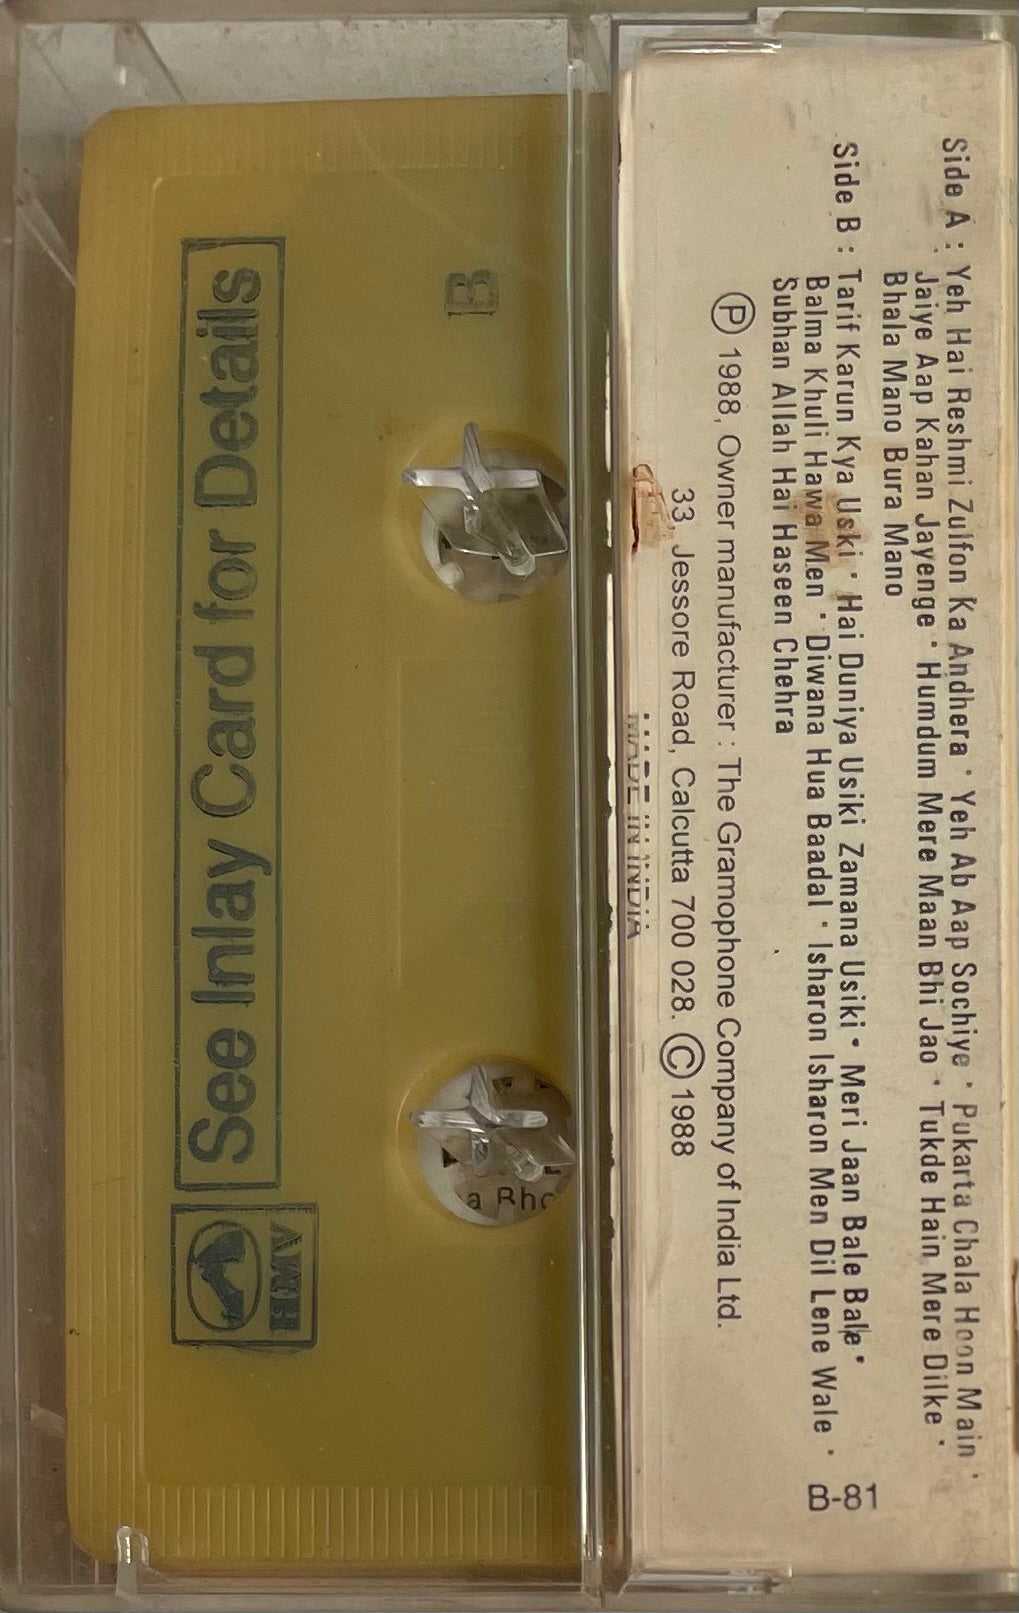 Side A : Yeh Hai Reshmi Zulfon Ka Andhera • Yeh Ab Aap Sochiye • Pukarta Chala Hoon Main •
Jaiye Aap Kahan Jayenge • Humdum Mere Maan Bhi Jao • Tukde Hain Mere Dilke •
Bhala Mano Bura Mano
Side B : Tarif Karun Kya Uski • Hai Duniya Usiki Zamana Usiki • Meri Jaan Bale Bale •
Balma Khuli Hawa Men • Diwana Hua Baadal • Isharon Isharon Men Dil Lene Wale •
Subhan Allah Hai Haseen Chehra
Ⓟ 1988, Owner manufacturer : The Gramophone Company of India Ltd.
33, Jessore Road, Calcutta 700 028. © 1988
MADE IN INDIA
B
See Inlay Card for Details
HMV
a Rho